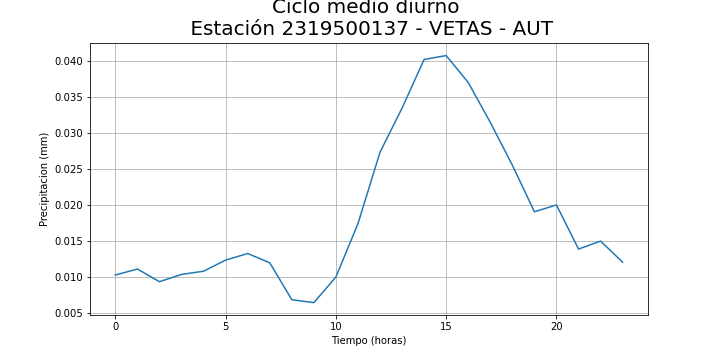 Ciclo medio diurno
Estación 2319500137 - VETAS - AUT
0.040
0.035
0.030
0.025
0.020
0.015
0.010
0.005
Precipitacion (mm)
0 5 10 15 20
Tiempo (horas)